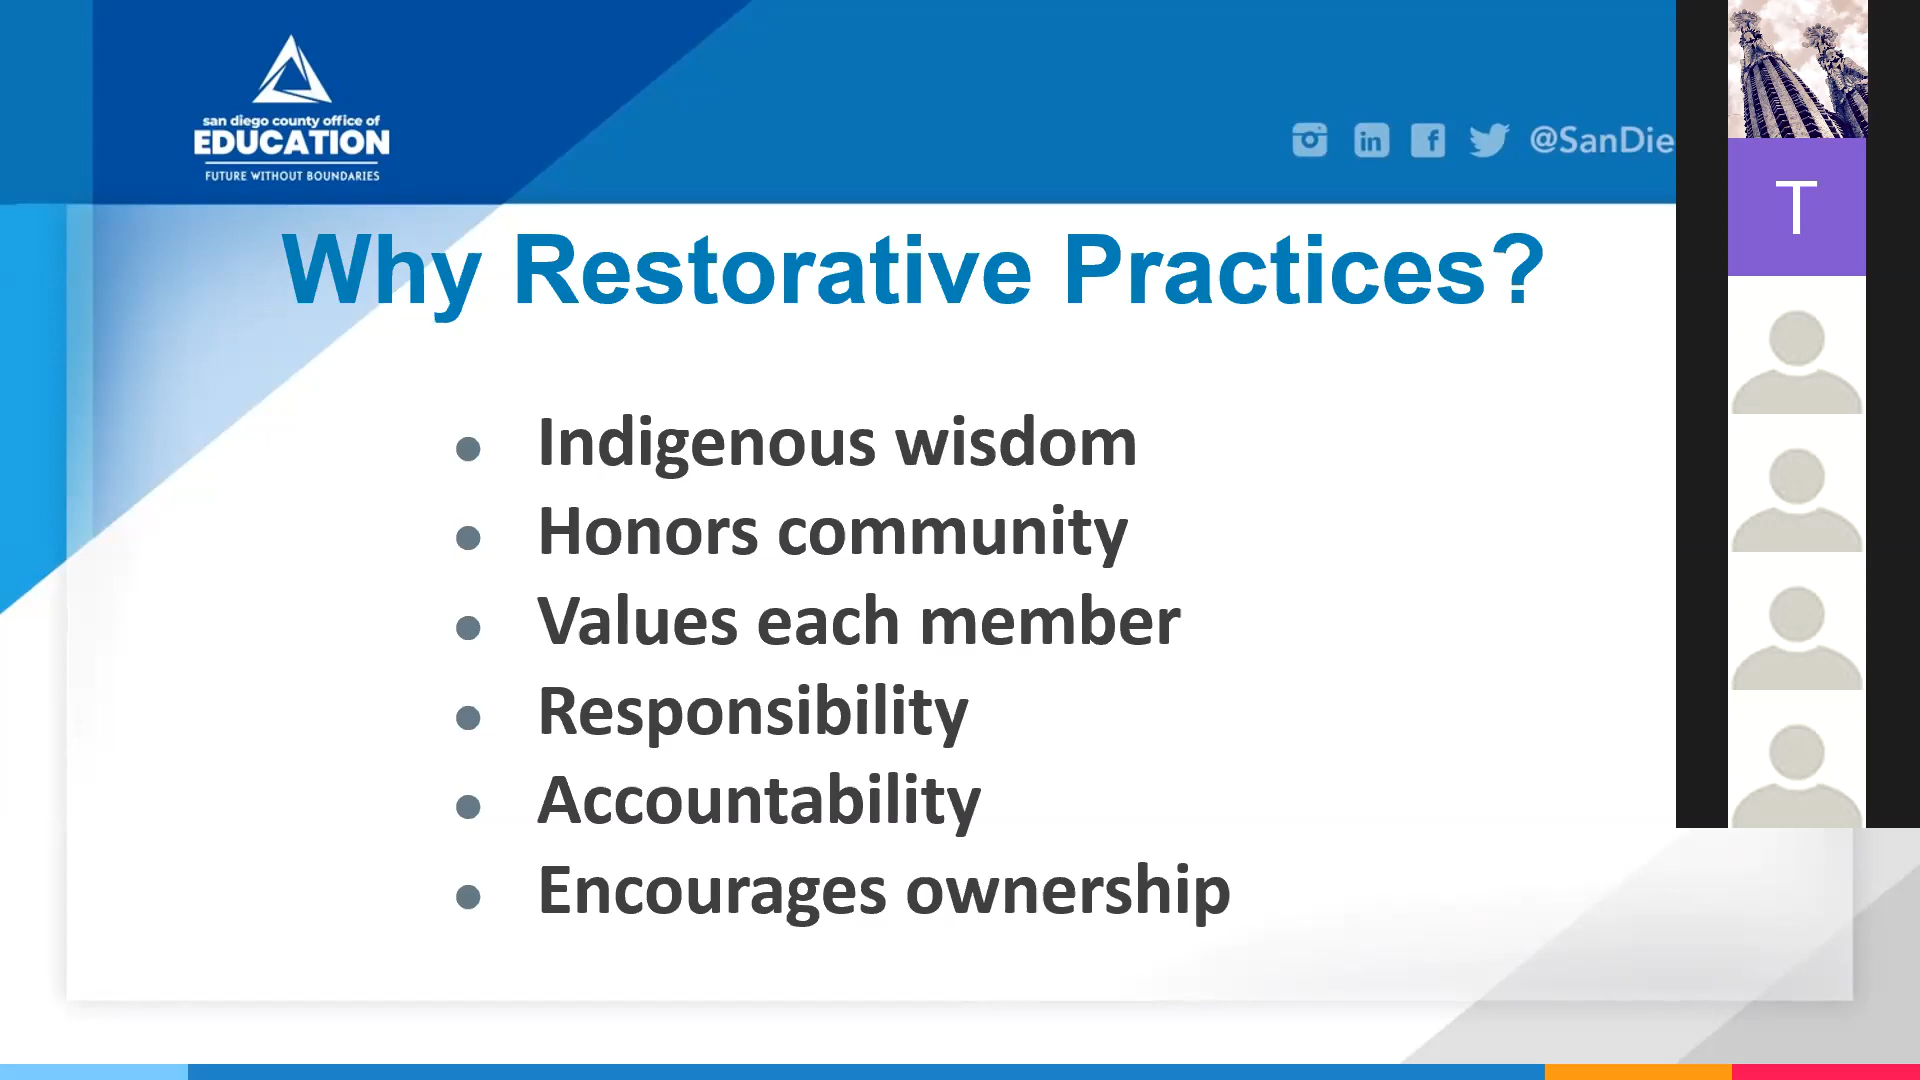 san diego county office of
EDUCATION
FUTURE WITHOUT BOUNDARIES
@SanDie
T
Why Restorative Practices?
Indigenous wisdom
Honors community
Values each member
Responsibility
Accountability
Encourages ownership